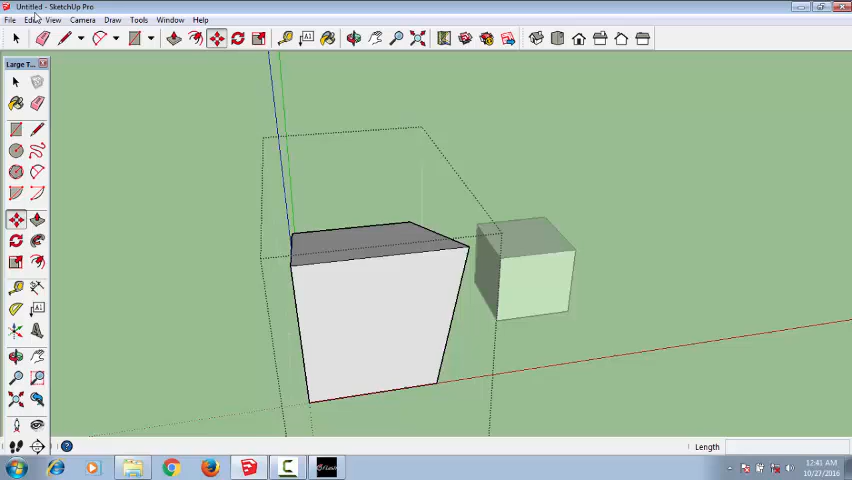 Untitled - SketchUp Pro
File Edit View Camera Draw Tools Window Help
Large T...
Length
12:41 AM
10/27/2016